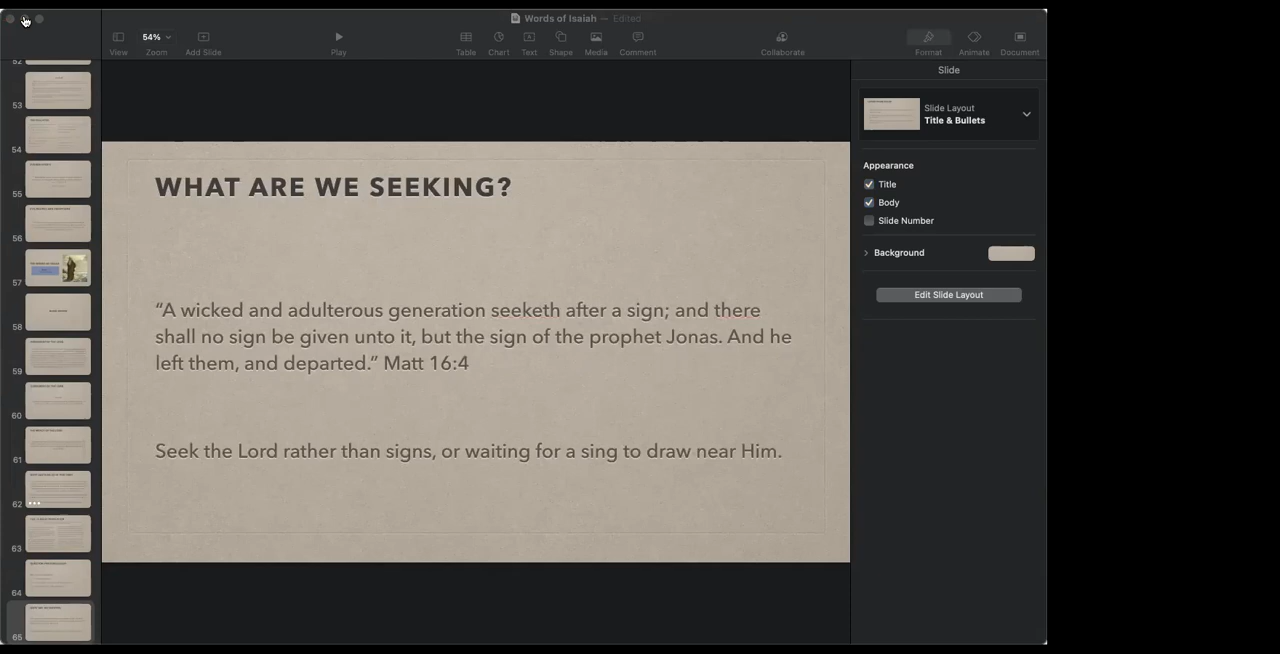 Words of Isaiah — Edited
54%
View
Zoom
Add Slide
Play
Table
Chart
Text
Shape
Media
Comment
Collaborate
Format
Animate
Document
52
53
54
55
56
57
58
59
60
61
62
63
64
65
WHAT ARE WE SEEKING?
“A wicked and adulterous generation seeketh after a sign; and there
shall no sign be given unto it, but the sign of the prophet Jonas. And he
left them, and departed.” Matt 16:4
Seek the Lord rather than signs, or waiting for a sing to draw near Him.
Slide
Slide Layout
Title & Bullets
Appearance
Title
Body
Slide Number
Background
Edit Slide Layout